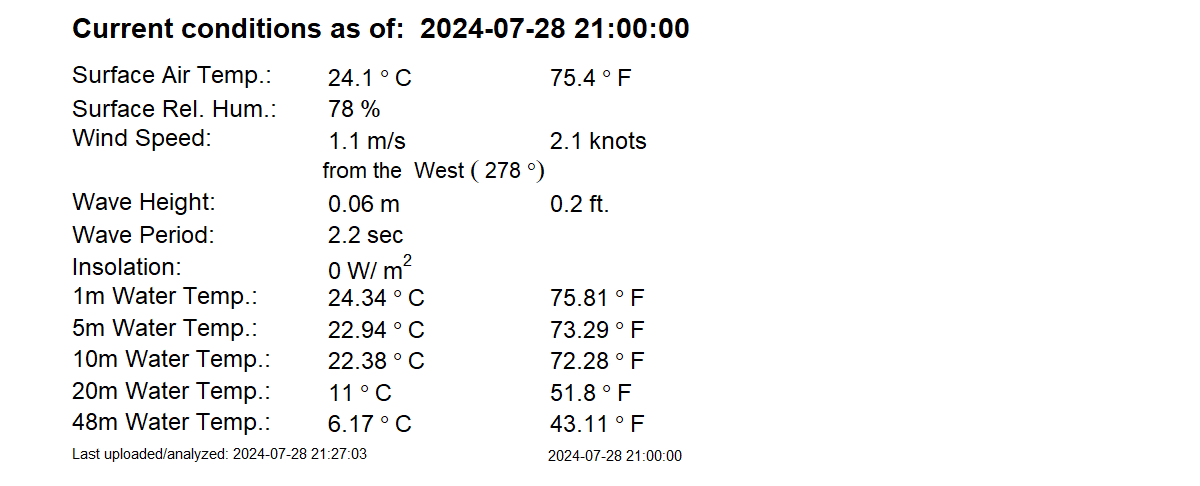 Current conditions as of: 2024-07-28 21:00:00
Surface Air Temp.: 24.1 ° C 75.4 ° F
Surface Rel. Hum.: 78 %
Wind Speed: 1.1 m/s 2.1 knots
from the West ( 278 °)
Wave Height: 0.06 m 0.2 ft.
Wave Period: 2.2 sec
Insolation: 0 W/ m²
1m Water Temp.: 24.34 ° C 75.81 ° F
5m Water Temp.: 22.94 ° C 73.29 ° F
10m Water Temp.: 22.38 ° C 72.28 ° F
20m Water Temp.: 11 ° C 51.8 ° F
48m Water Temp.: 6.17 ° C 43.11 ° F
Last uploaded/analyzed: 2024-07-28 21:27:03 2024-07-28 21:00:00